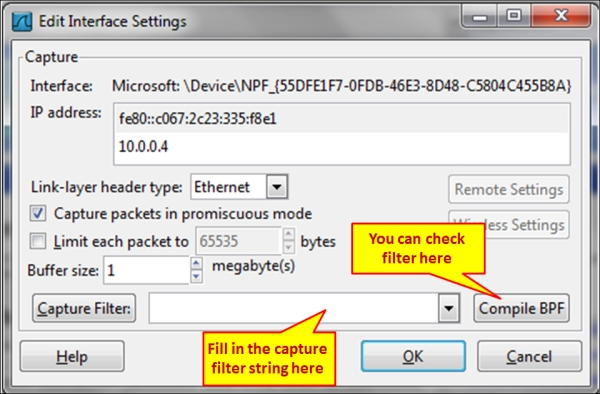 Edit Interface Settings
Capture
Interface: Microsoft: \Device\NPF_{55DFE1F7-0FDB-46E3-8D48-C5804C455B8A}
IP address:
fe80::c067:2c23:335:f8e1
10.0.0.4
Link-layer header type: Ethernet
Remote Settings
Capture packets in promiscuous mode
Wireless Settings
Limit each packet to 65535 bytes
You can check
filter here
Buffer size: 1 megabyte(s)
Capture Filter:
Compile BPF
Fill in the capture
filter string here
Help
OK
Cancel